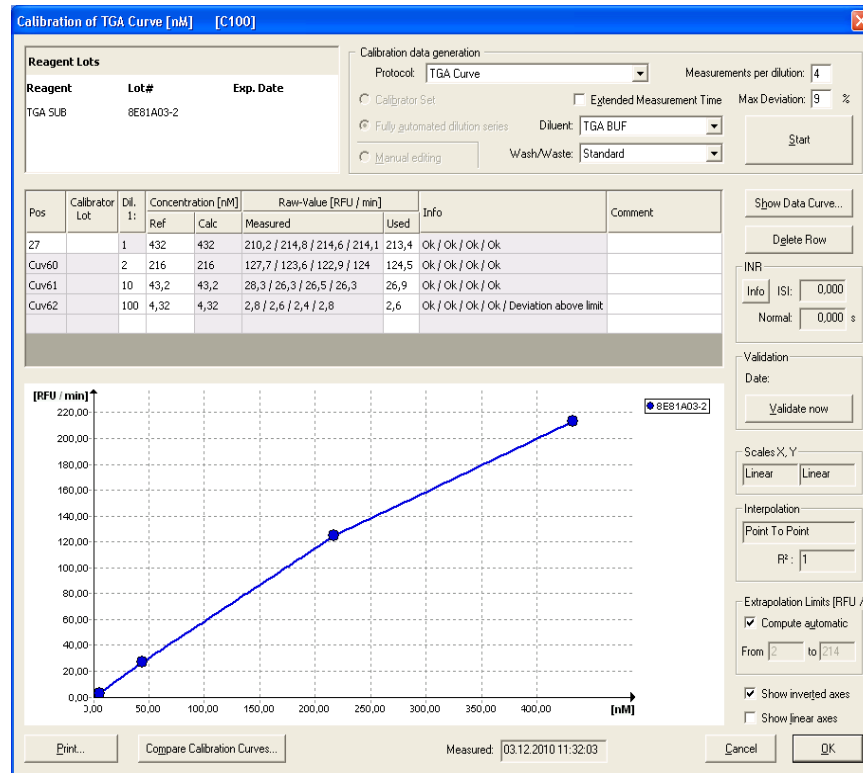 Calibration of TGA Curve [nM] [C100]
Reagent Lots
Reagent Lot# Exp. Date
TGA SUB 8E81A03-2
Calibration data generation
Protocol: TGA Curve
Measurements per dilution: 4
Calibrator Set
Extended Measurement Time
Max Deviation: 9 %
Fully automated dilution series
Diluent: TGA BUF
Manual editing
Wash/Waste: Standard
Start
Pos Calibrator Lot Dil. 1: Concentration [nM] Raw-Value [RFU / min] Info Comment
Ref Calc Measured Used
27 1 432 432 210,2 / 214,8 / 214,6 / 214,1 213,4 Ok / Ok / Ok / Ok
Cuv60 2 216 216 127,7 / 123,6 / 122,9 / 124 124,5 Ok / Ok / Ok / Ok
Cuv61 10 43,2 43,2 28,3 / 26,3 / 26,5 / 26,3 26,9 Ok / Ok / Ok / Ok
Cuv62 100 4,32 4,32 2,8 / 2,6 / 2,4 / 2,8 2,6 Ok / Ok / Ok / Ok / Deviation above limit
Show Data Curve...
Delete Row
INR
Info ISI: 0,000
Normal: 0,000 s
Validation
Date:
Validate now
Scales X, Y
Linear Linear
Interpolation
Point To Point
R² : 1
Extrapolation Limits [RFU /
Compute automatic
From 2 to 214
Show inverted axes
Show linear axes
[RFU / min]
220,00
200,00
180,00
160,00
140,00
120,00
100,00
80,00
60,00
40,00
20,00
0,00
8E81A03-2
0,00 50,00 100,00 150,00 200,00 250,00 300,00 350,00 400,00 [nM]
Print... Compare Calibration Curves... Measured: 03.12.2010 11:32:03 Cancel OK